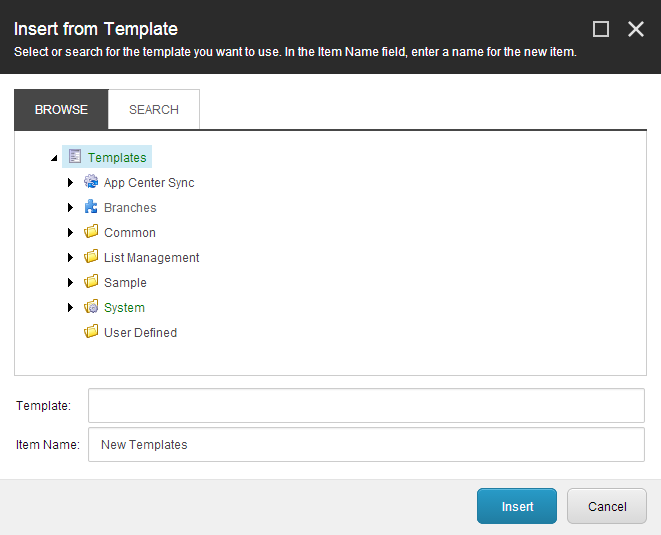 Insert from Template
Select or search for the template you want to use. In the Item Name field, enter a name for the new item.
BROWSE SEARCH
Templates
App Center Sync
Branches
Common
List Management
Sample
System
User Defined
Template:
Item Name: New Templates
Insert Cancel